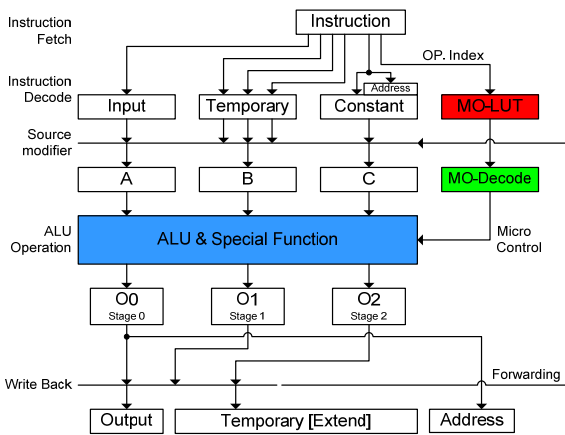 Instruction
Fetch
Instruction
OP. Index
Instruction
Decode
Address
Input
Temporary
Constant
MO-LUT
Source
modifier
A
B
C
MO-Decode
ALU
Operation
ALU & Special Function
Micro
Control
O0
Stage 0
O1
Stage 1
O2
Stage 2
Write Back
Forwarding
Output
Temporary [Extend]
Address